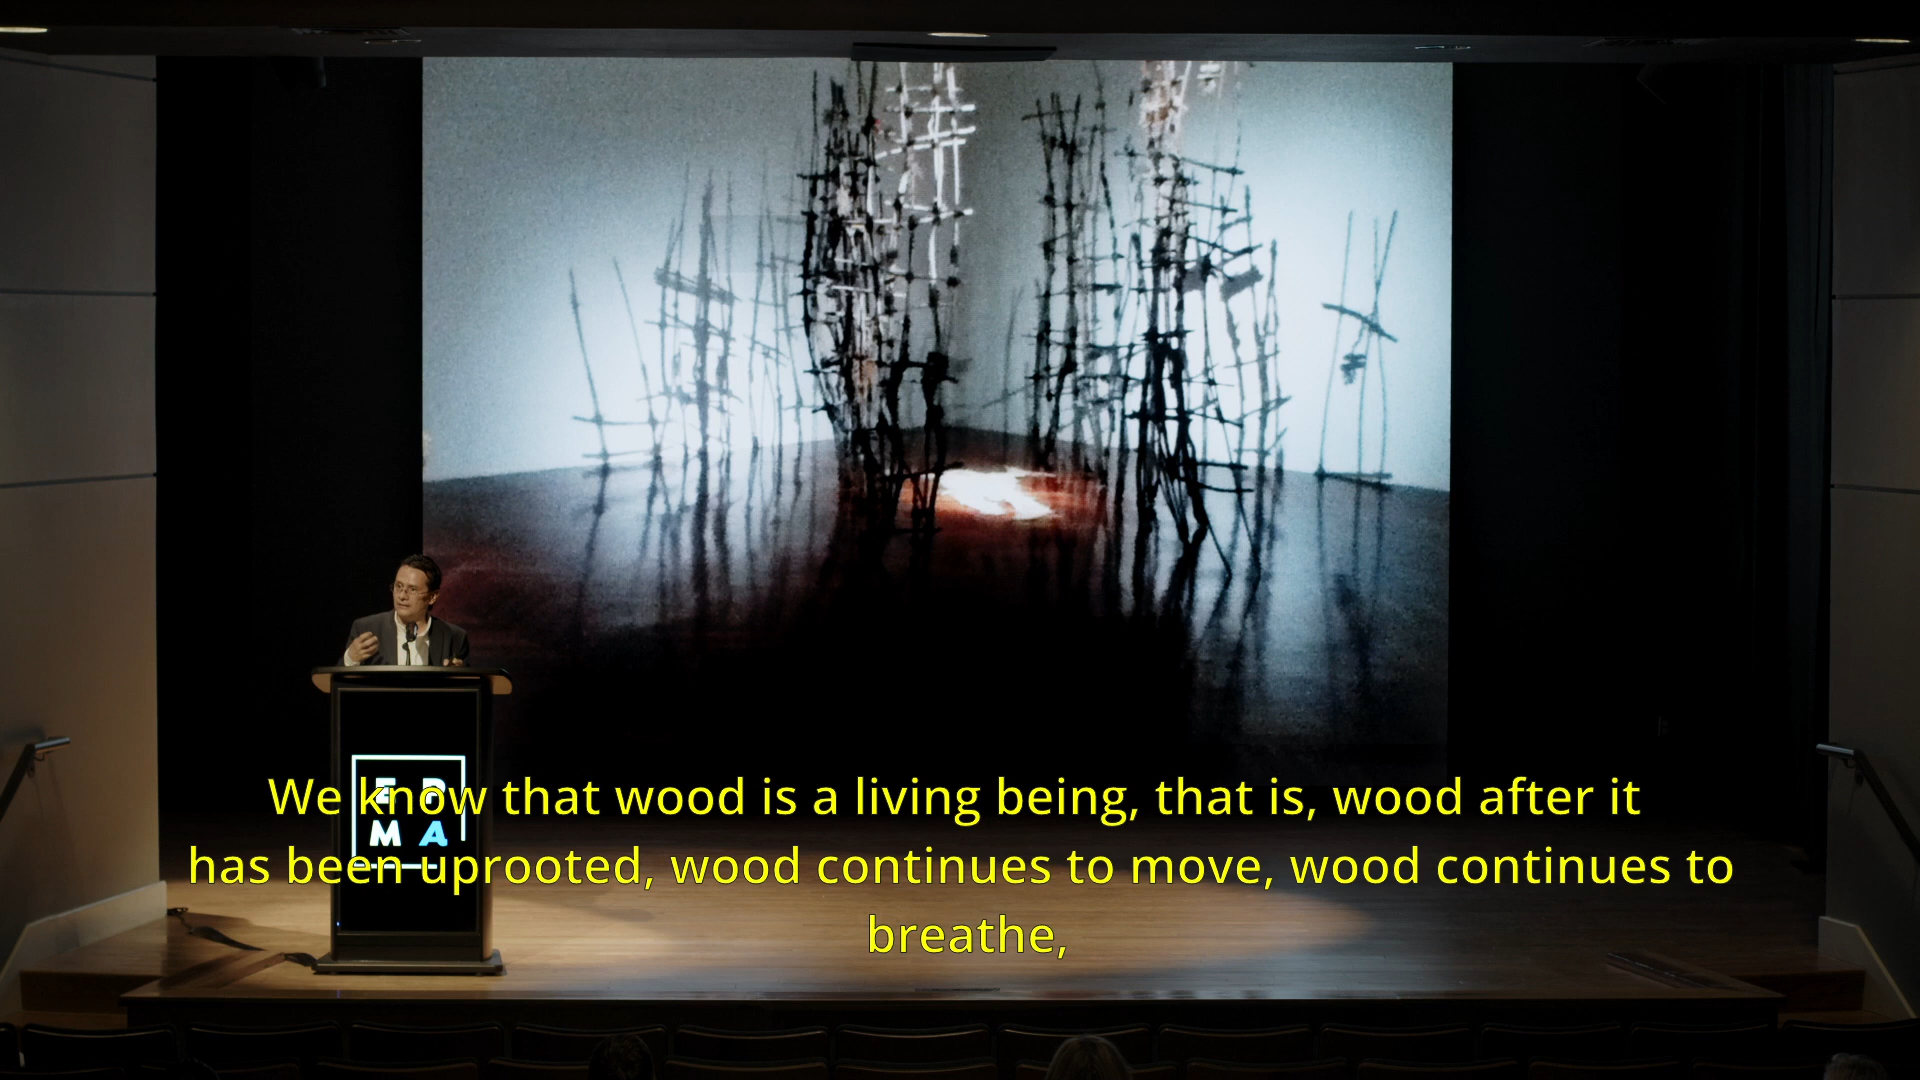 We know that wood is a living being, that is, wood after it
has been uprooted, wood continues to move, wood continues to
breathe,
E P
M A